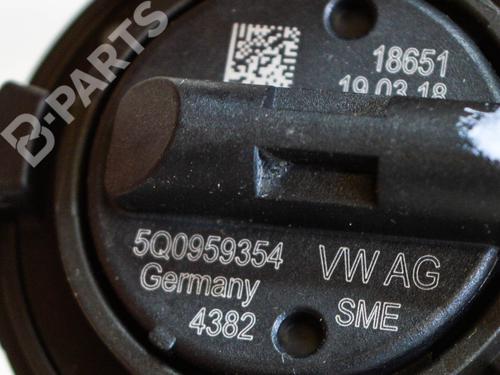 B-PARTS
18651
19.03.18
5Q0959354 VW AG
Germany SME
4382